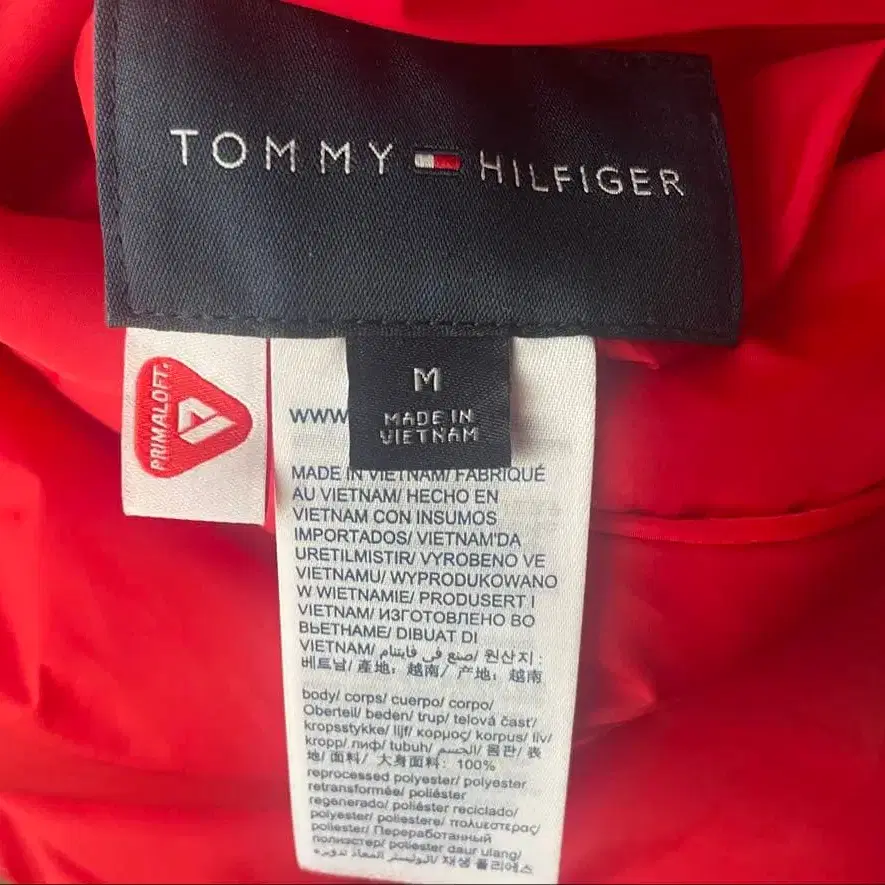 TOMMY HILFIGER
PRIMALOFT®
M
MADE IN
VIETNAM
WWW
MADE IN VIETNAM/ FABRIQUÉ
AU VIETNAM/ HECHO EN
VIETNAM CON INSUMOS
IMPORTADOS/ VIETNAM'DA
URETILMISTIR/ VYROBENO VE
VIETNAMU/ WYPRODUKOWANO
W WIETNAMIE/ PRODUSERT I
VIETNAM/ ИЗГОТОВЛЕНО ВО
ВЬЕТНАМЕ/ DIBUAT DI
VIETNAM/ صنع في فايتنام/ 원산지 :
베트남/ 產地：越南/ 产地：越南
body/ corps/ cuerpo/ corpo/
Oberteil/ beden/ trup/ telová časť/
kropsstykke/ lijf/ κορμος/ korpus/ liv/
kropp/ лиф/ tubuh/ الجسم/ 몸판/ 表
地/ 面料/ 大身面料: 100%
reprocessed polyester/ polyester
retransformée/ poliéster
regenerado/ poliéster reciclado/
polyester/ poliestere/ πολυεστερας/
poliester/ Переработанный
полиэстер/ poliester daur ulang/
البوليستر المعاد تدويره/ 재생 폴리에스